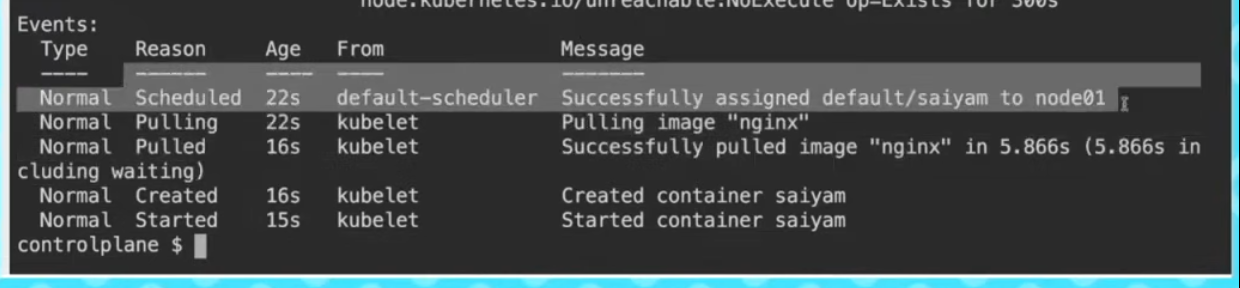 node.kubernetes.io/unreachable:NoExecute op=Exists for 300s
Events:
Type Reason Age From Message
---- ------ ---- ---- -------
Normal Scheduled 22s default-scheduler Successfully assigned default/saiyam to node01
Normal Pulling 22s kubelet Pulling image "nginx"
Normal Pulled 16s kubelet Successfully pulled image "nginx" in 5.866s (5.866s in
cluding waiting)
Normal Created 16s kubelet Created container saiyam
Normal Started 15s kubelet Started container saiyam
controlplane $